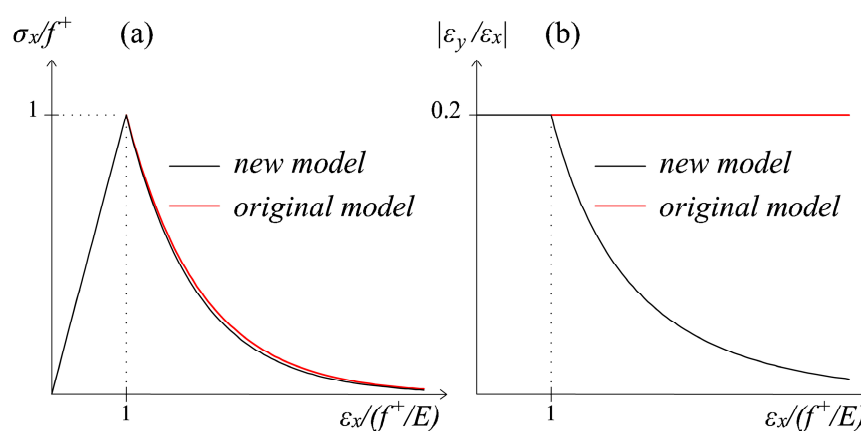 σx/f+ (a)
1
new model
original model
1
εx/(f+/E)
|εy/εx| (b)
0.2
new model
original model
1
εx/(f+/E)